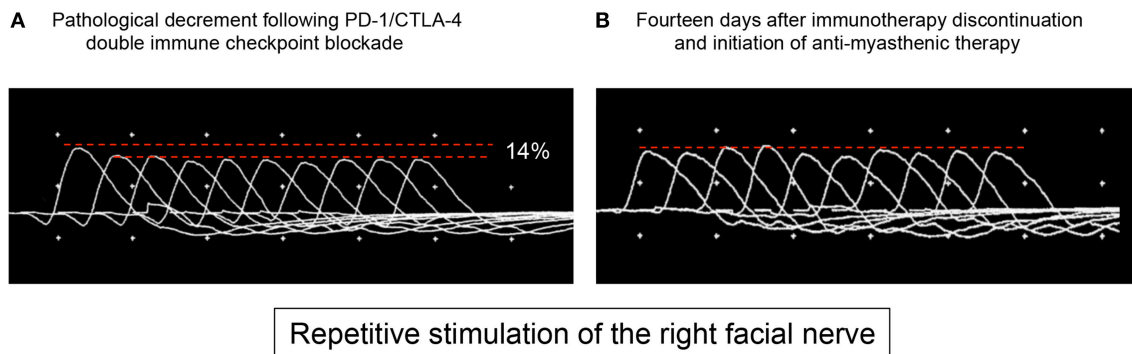 A Pathological decrement following PD-1/CTLA-4
double immune checkpoint blockade
B Fourteen days after immunotherapy discontinuation
and initiation of anti-myasthenic therapy
14%
Repetitive stimulation of the right facial nerve